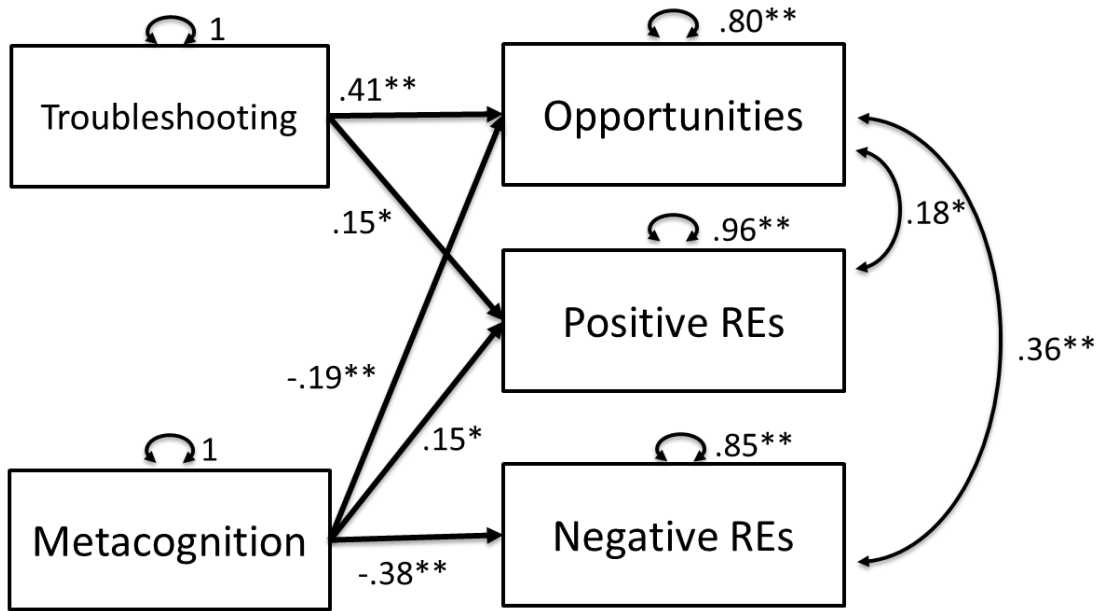 1
.80**
Troubleshooting
.41**
Opportunities
.15*
.18*
.96**
Positive REs
-.19**
.36**
.15*
1
.85**
Metacognition
Negative REs
-.38**